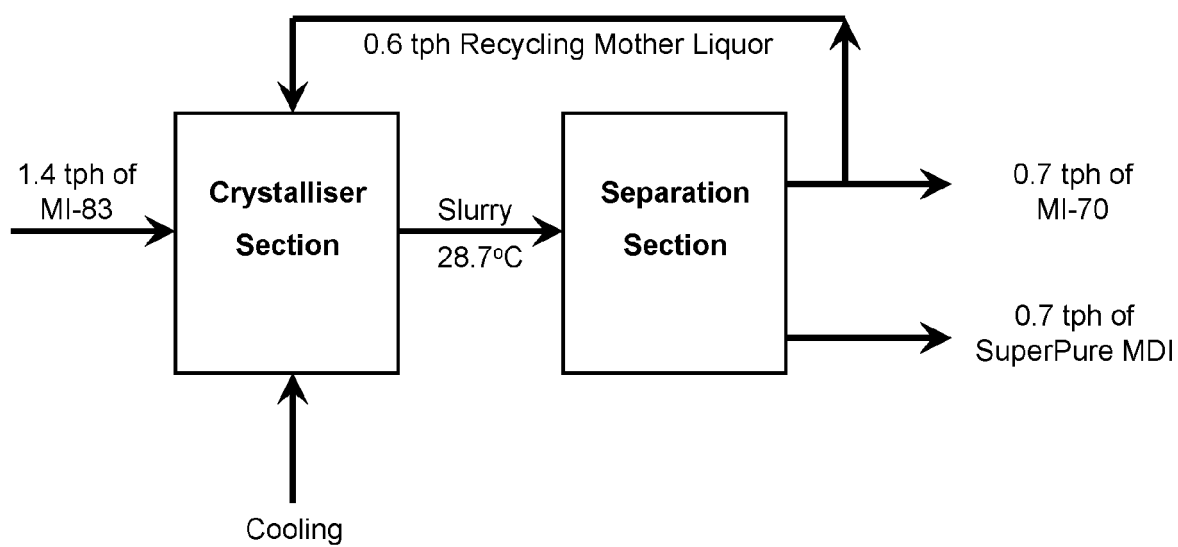 0.6 tph Recycling Mother Liquor
1.4 tph of
MI-83
Crystalliser
Section
Slurry
28.7°C
Separation
Section
0.7 tph of
MI-70
0.7 tph of
SuperPure MDI
Cooling